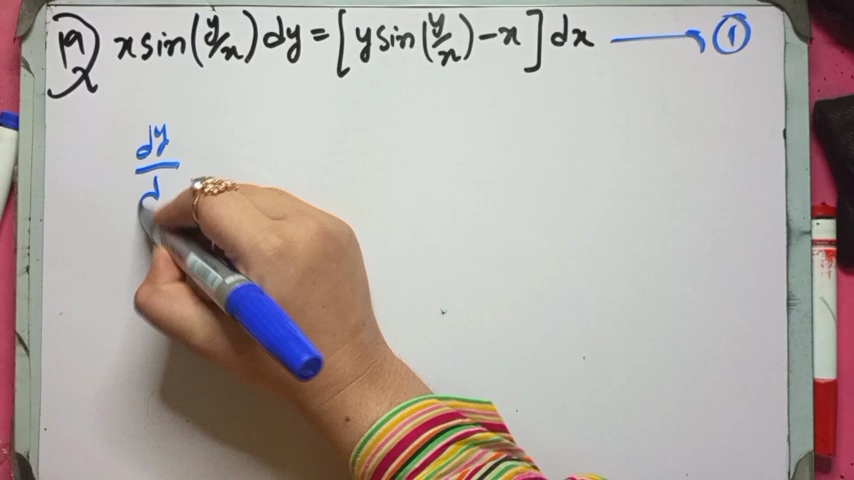 19) x sin(y/x) dy = [y sin(y/x) - x] dx ⟶ ①
dy
d